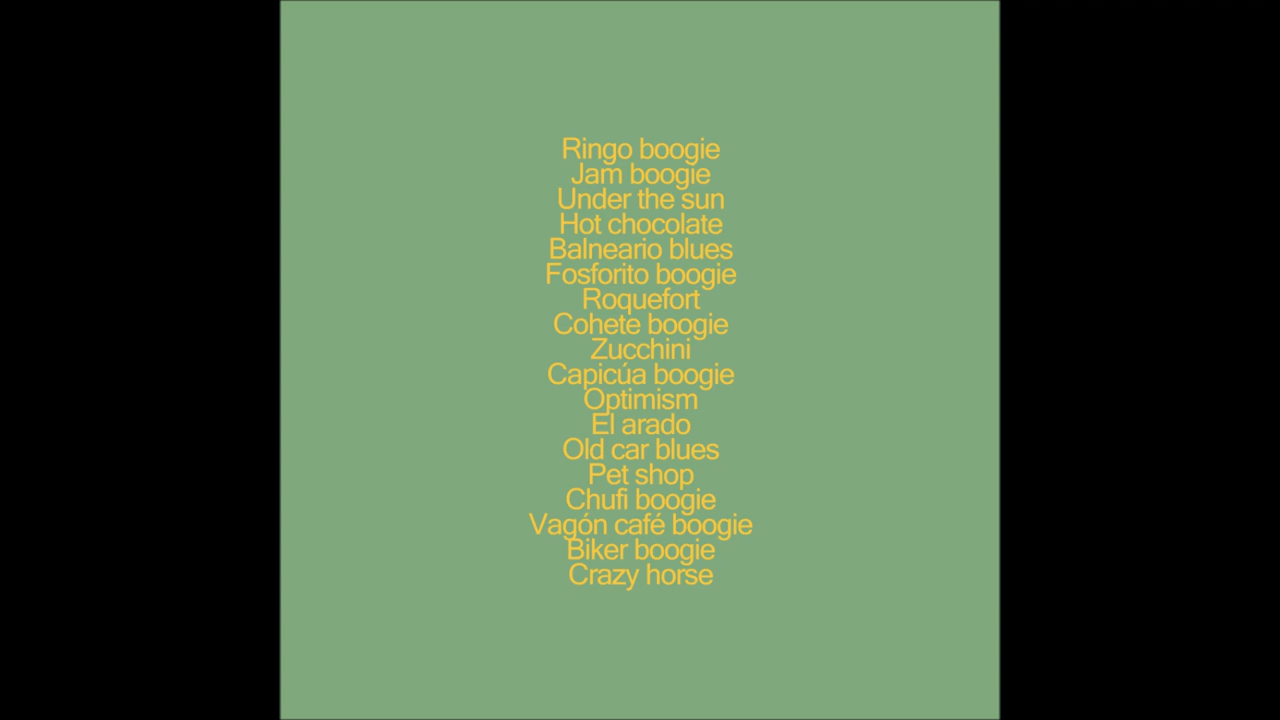 Ringo boogie
Jam boogie
Under the sun
Hot chocolate
Balneario blues
Fosforito boogie
Roquefort
Cohete boogie
Zucchini
Capicúa boogie
Optimism
El arado
Old car blues
Pet shop
Chufi boogie
Vagón café boogie
Biker boogie
Crazy horse